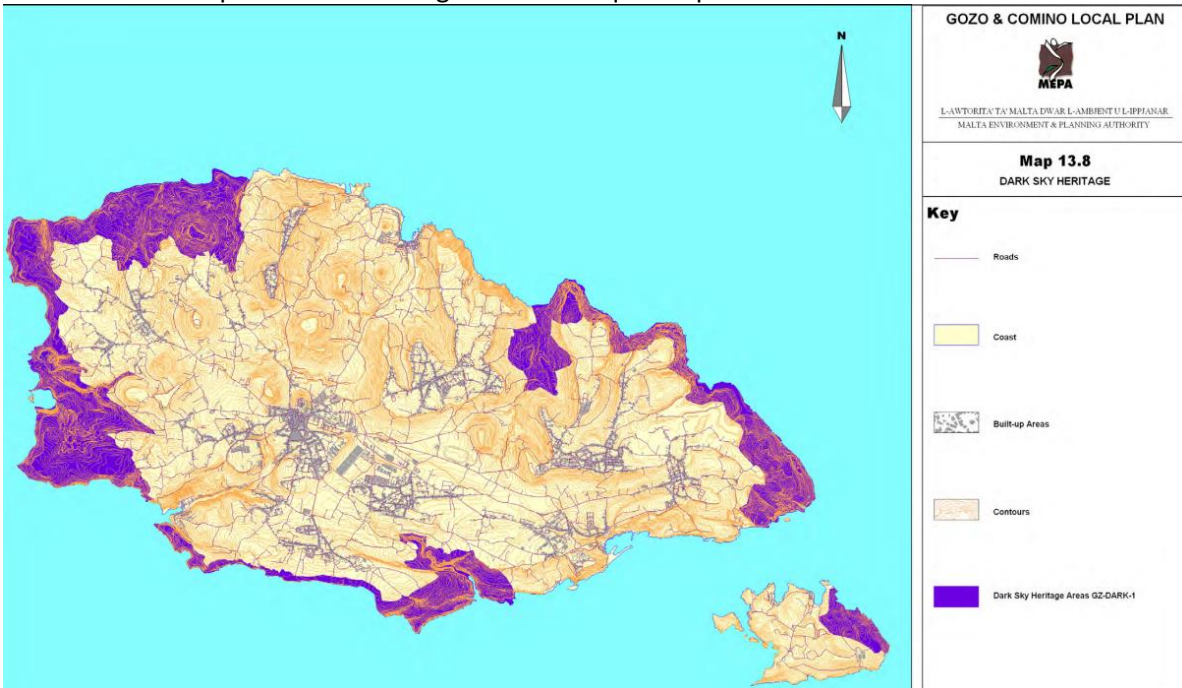 N
GOZO & COMINO LOCAL PLAN
MEPA
L-AWTORITA' TA' MALTA DWAR L-AMBJENT U L-IPPJANAR
MALTA ENVIRONMENT & PLANNING AUTHORITY
Map 13.8
DARK SKY HERITAGE
Key
Roads
Coast
Built-up Areas
Contours
Dark Sky Heritage Areas GZ-DARK-1